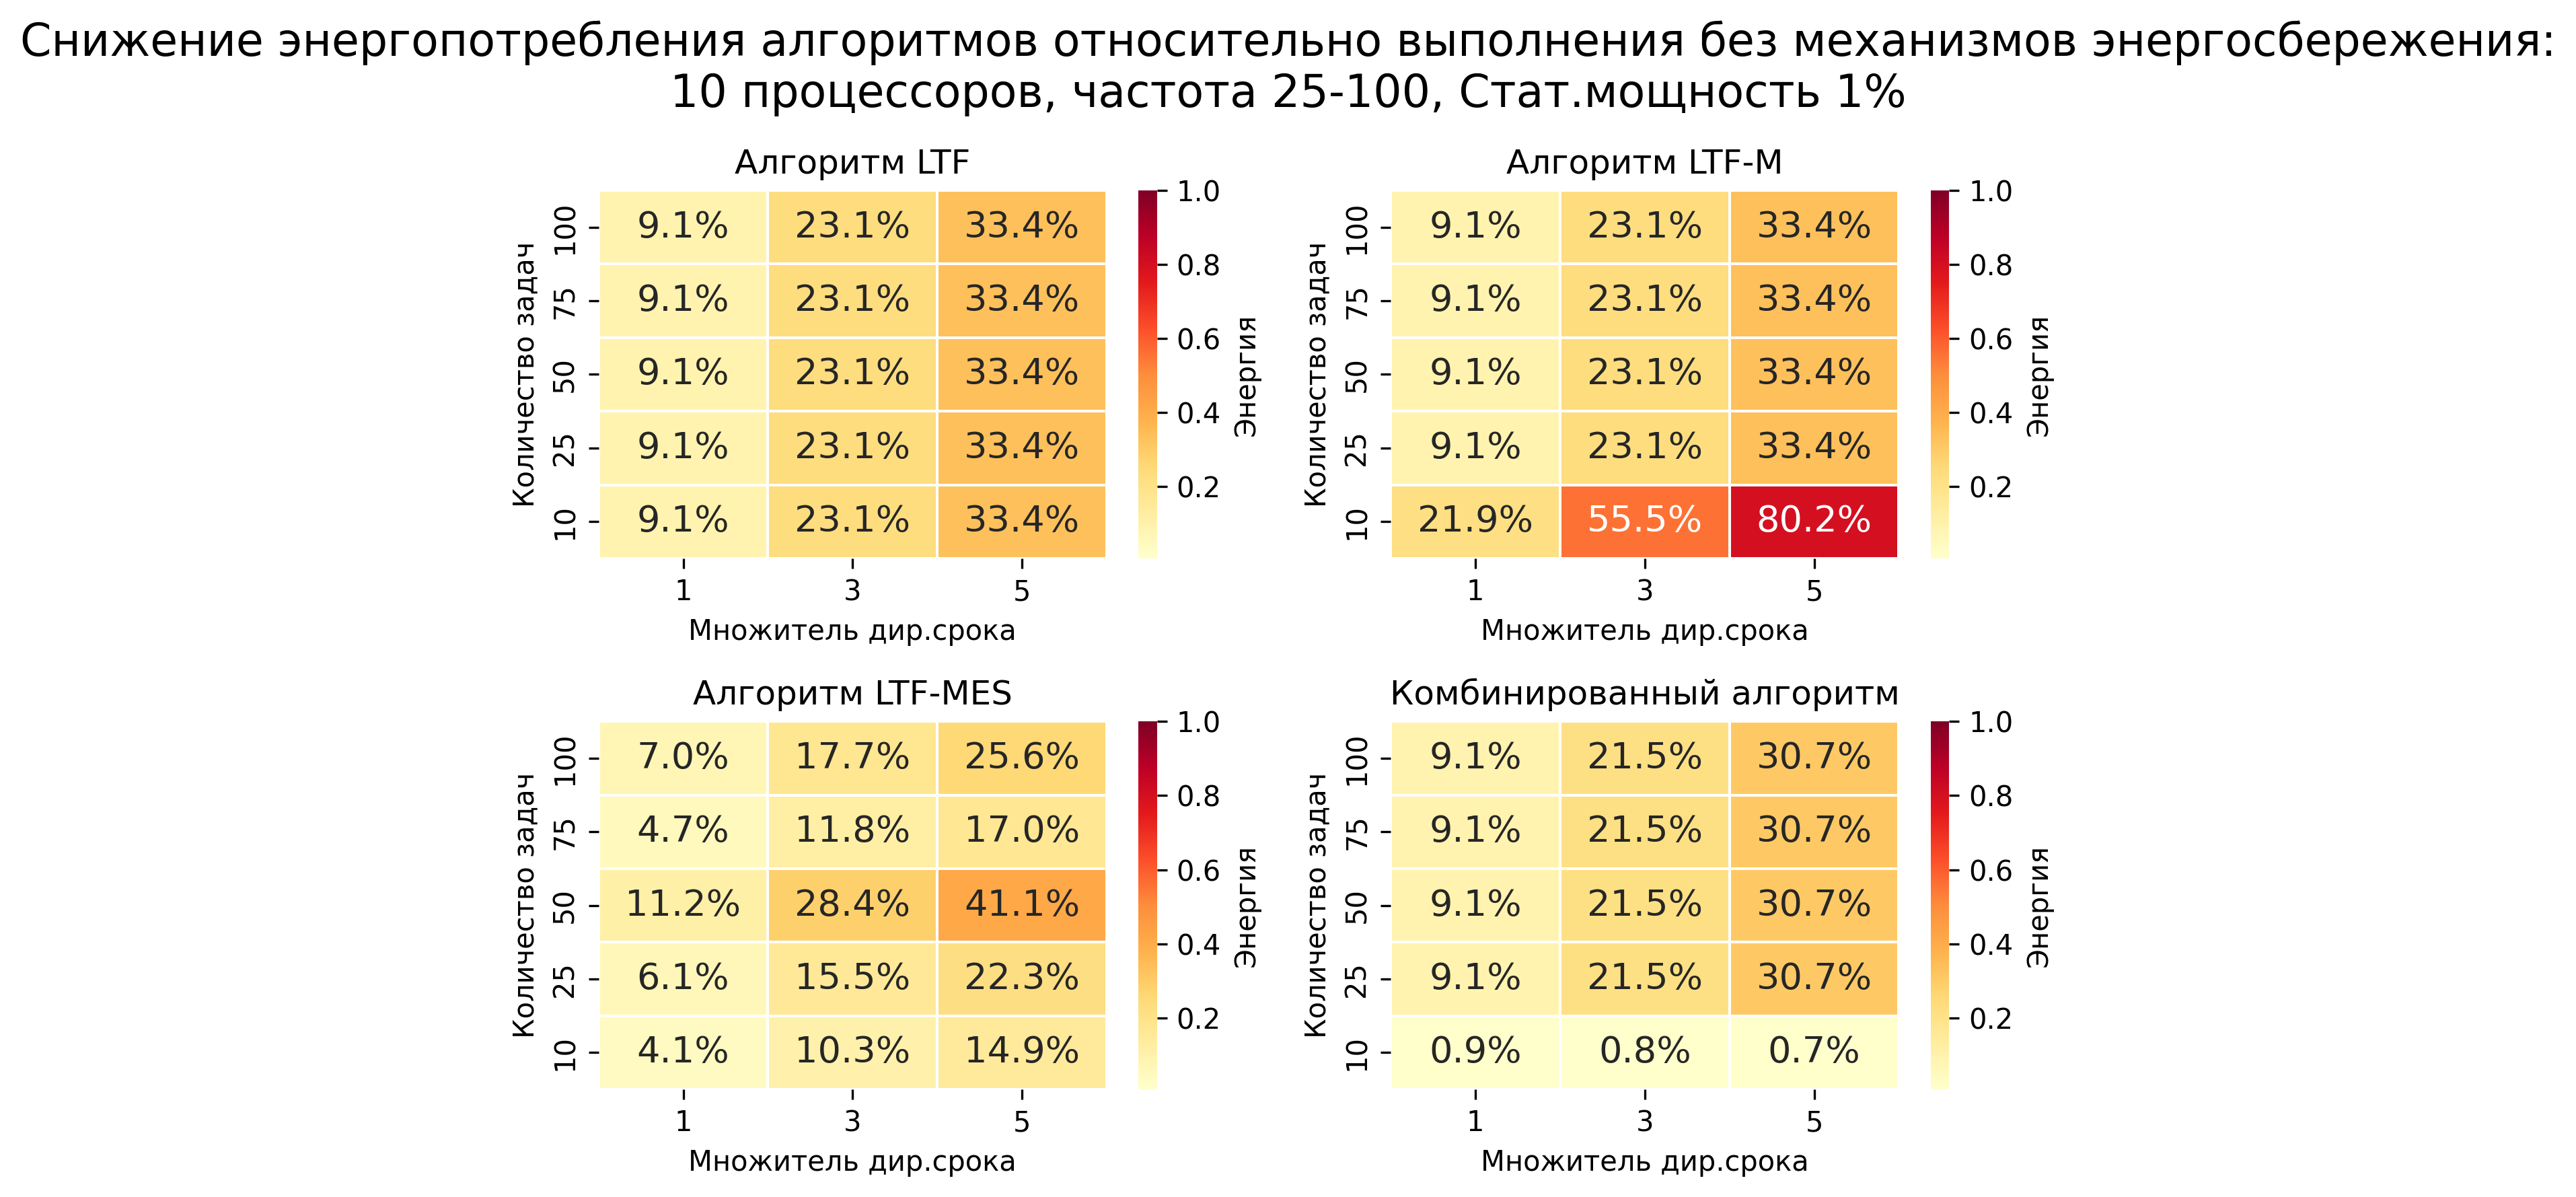 Снижение энергопотребления алгоритмов относительно выполнения без механизмов энергосбережения:
10 процессоров, частота 25-100, Стат.мощность 1%
Алгоритм LTF
Количество задач
100 9.1% 23.1% 33.4%
75 9.1% 23.1% 33.4%
50 9.1% 23.1% 33.4%
25 9.1% 23.1% 33.4%
10 9.1% 23.1% 33.4%
1 3 5
Множитель дир.срока
1.0
0.8
0.6
0.4
0.2
Энергия
Алгоритм LTF-M
Количество задач
100 9.1% 23.1% 33.4%
75 9.1% 23.1% 33.4%
50 9.1% 23.1% 33.4%
25 9.1% 23.1% 33.4%
10 21.9% 55.5% 80.2%
1 3 5
Множитель дир.срока
1.0
0.8
0.6
0.4
0.2
Энергия
Алгоритм LTF-MES
Количество задач
100 7.0% 17.7% 25.6%
75 4.7% 11.8% 17.0%
50 11.2% 28.4% 41.1%
25 6.1% 15.5% 22.3%
10 4.1% 10.3% 14.9%
1 3 5
Множитель дир.срока
1.0
0.8
0.6
0.4
0.2
Энергия
Комбинированный алгоритм
Количество задач
100 9.1% 21.5% 30.7%
75 9.1% 21.5% 30.7%
50 9.1% 21.5% 30.7%
25 9.1% 21.5% 30.7%
10 0.9% 0.8% 0.7%
1 3 5
Множитель дир.срока
1.0
0.8
0.6
0.4
0.2
Энергия